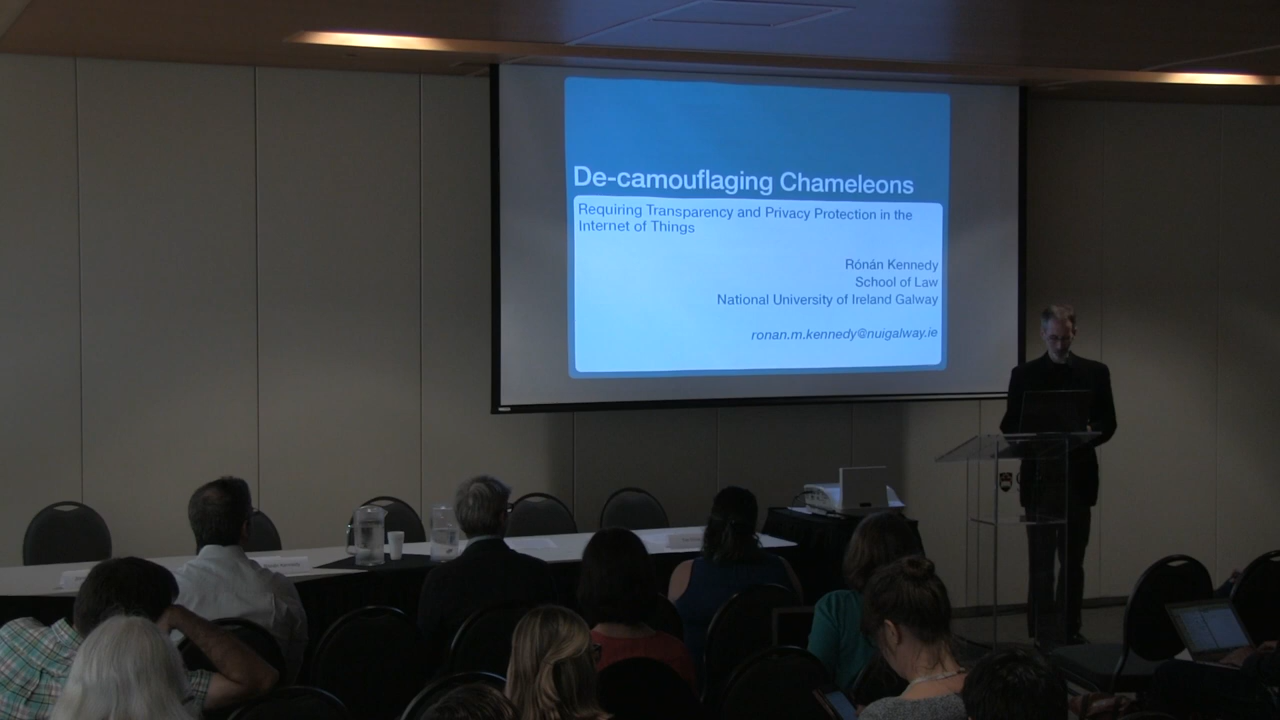 De-camouflaging Chameleons
Requiring Transparency and Privacy Protection in the
Internet of Things
Rónán Kennedy
School of Law
National University of Ireland Galway
ronan.m.kennedy@nuigalway.ie